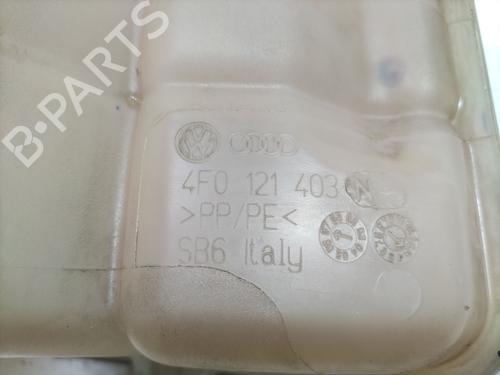 B-PARTS
4F0 121 403 N
>PP/PE<
SB6 Italy